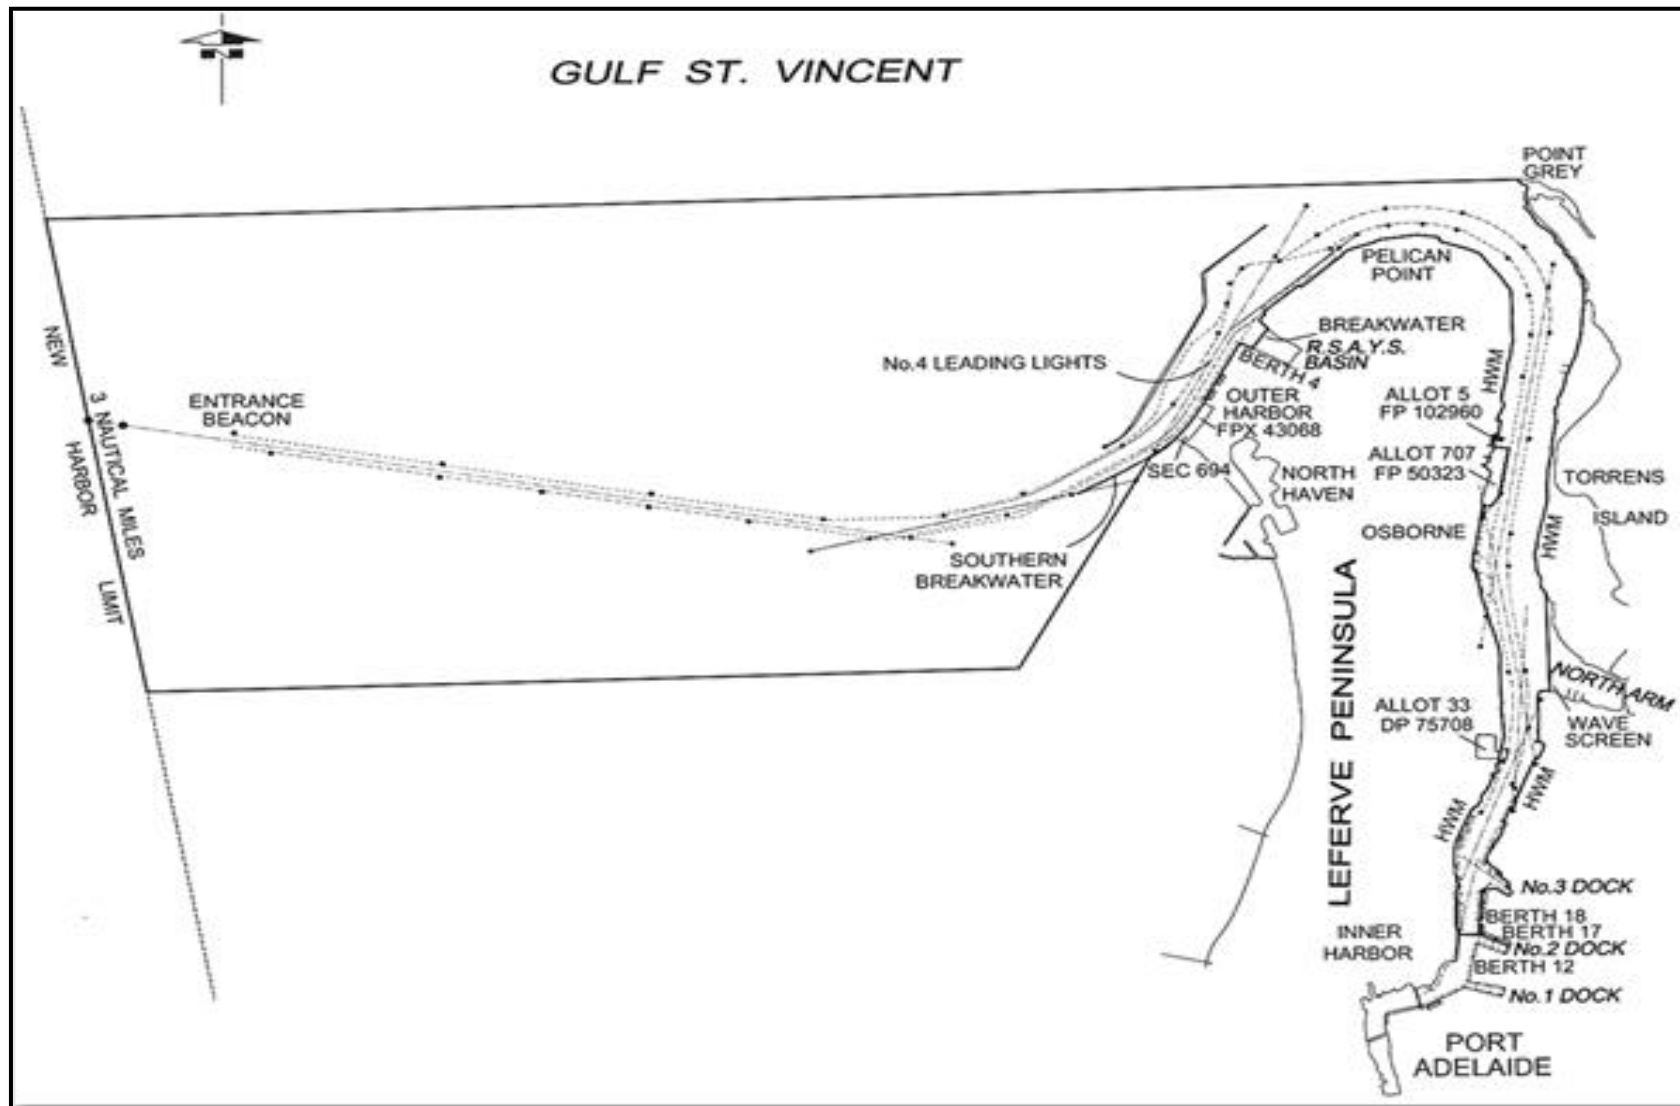 N
GULF ST. VINCENT
POINT
GREY
PELICAN
POINT
BREAKWATER
R.S.A.Y.S.
BASIN
No.4 LEADING LIGHTS
BERTH 4
OUTER
HARBOR
FPX 43068
SEC 694
NORTH
HAVEN
HWM
ALLOT 5
FP 102960
ALLOT 707
FP 50323
OSBORNE
TORRENS
ISLAND
HWM
NEW
HARBOR
LIMIT
3 NAUTICAL MILES
ENTRANCE
BEACON
SOUTHERN
BREAKWATER
LEFERVE PENINSULA
NORTH ARM
WAVE
SCREEN
ALLOT 33
DP 75708
HWM
HWM
No.3 DOCK
BERTH 18
BERTH 17
No.2 DOCK
BERTH 12
No.1 DOCK
INNER
HARBOR
PORT
ADELAIDE